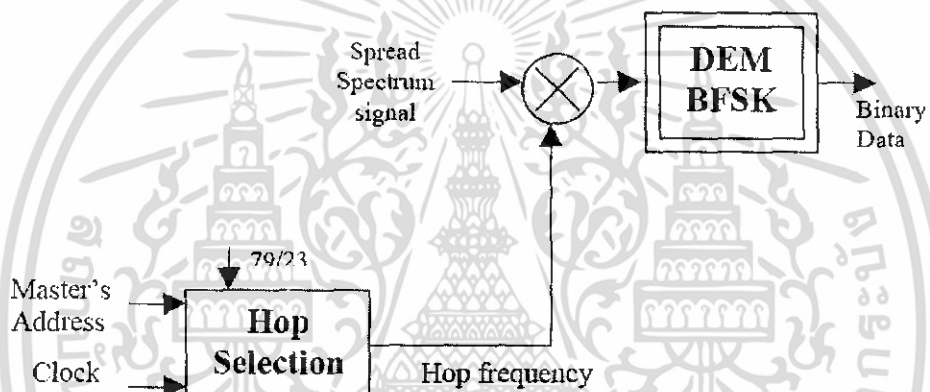 Spread
Spectrum
signal
DEM
BFSK
Binary
Data
79/23
Master's
Address
Clock
Hop
Selection
Hop frequency